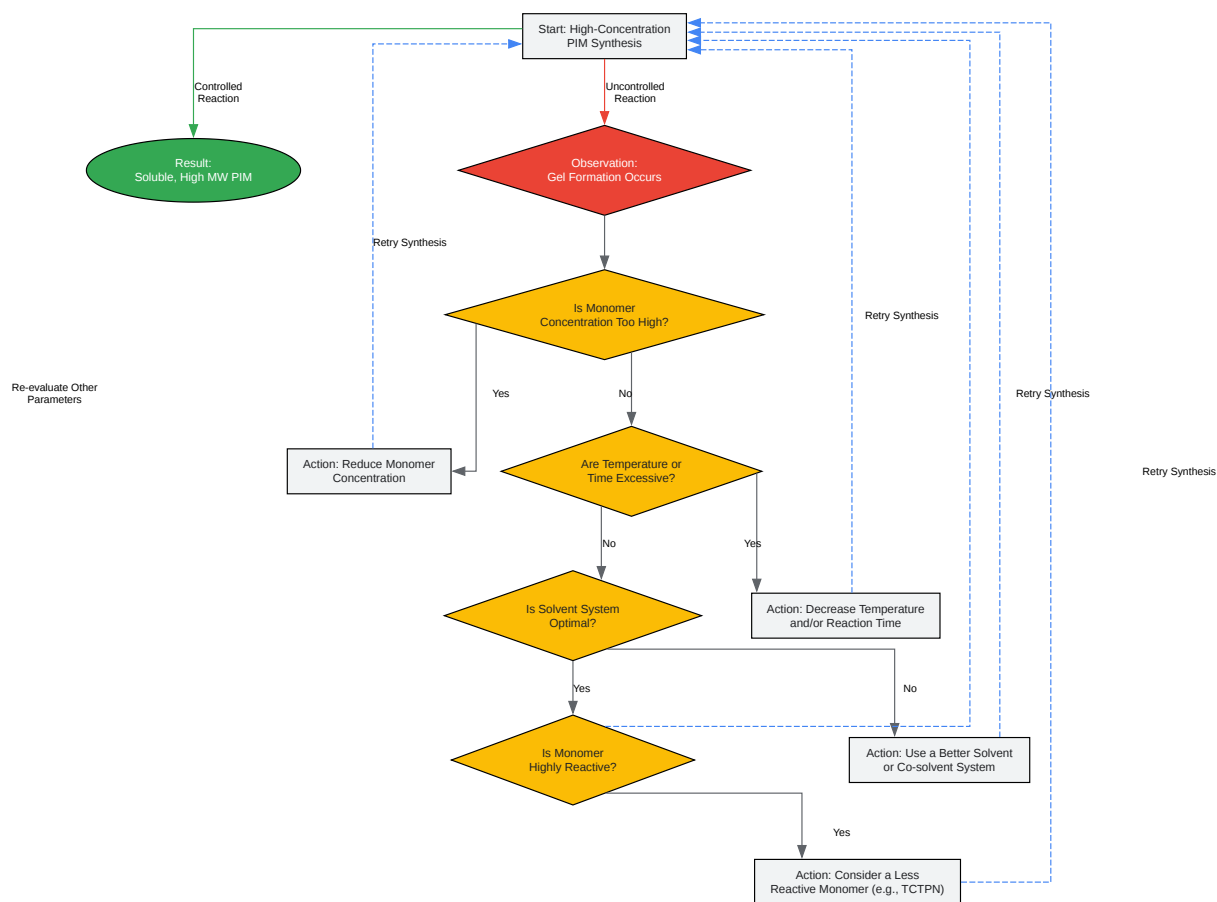 Start: High-Concentration
PIM Synthesis
Controlled
Reaction
Uncontrolled
Reaction
Result:
Soluble, High MW PIM
Observation:
Gel Formation Occurs
Retry Synthesis
Is Monomer
Concentration Too High?
Retry Synthesis
Re-evaluate Other
Parameters
Yes
No
Retry Synthesis
Action: Reduce Monomer
Concentration
Are Temperature or
Time Excessive?
Retry Synthesis
No
Yes
Is Solvent System
Optimal?
Action: Decrease Temperature
and/or Reaction Time
Yes
No
Is Monomer
Highly Reactive?
Action: Use a Better Solvent
or Co-solvent System
Yes
Action: Consider a Less
Reactive Monomer (e.g., TCTPN)